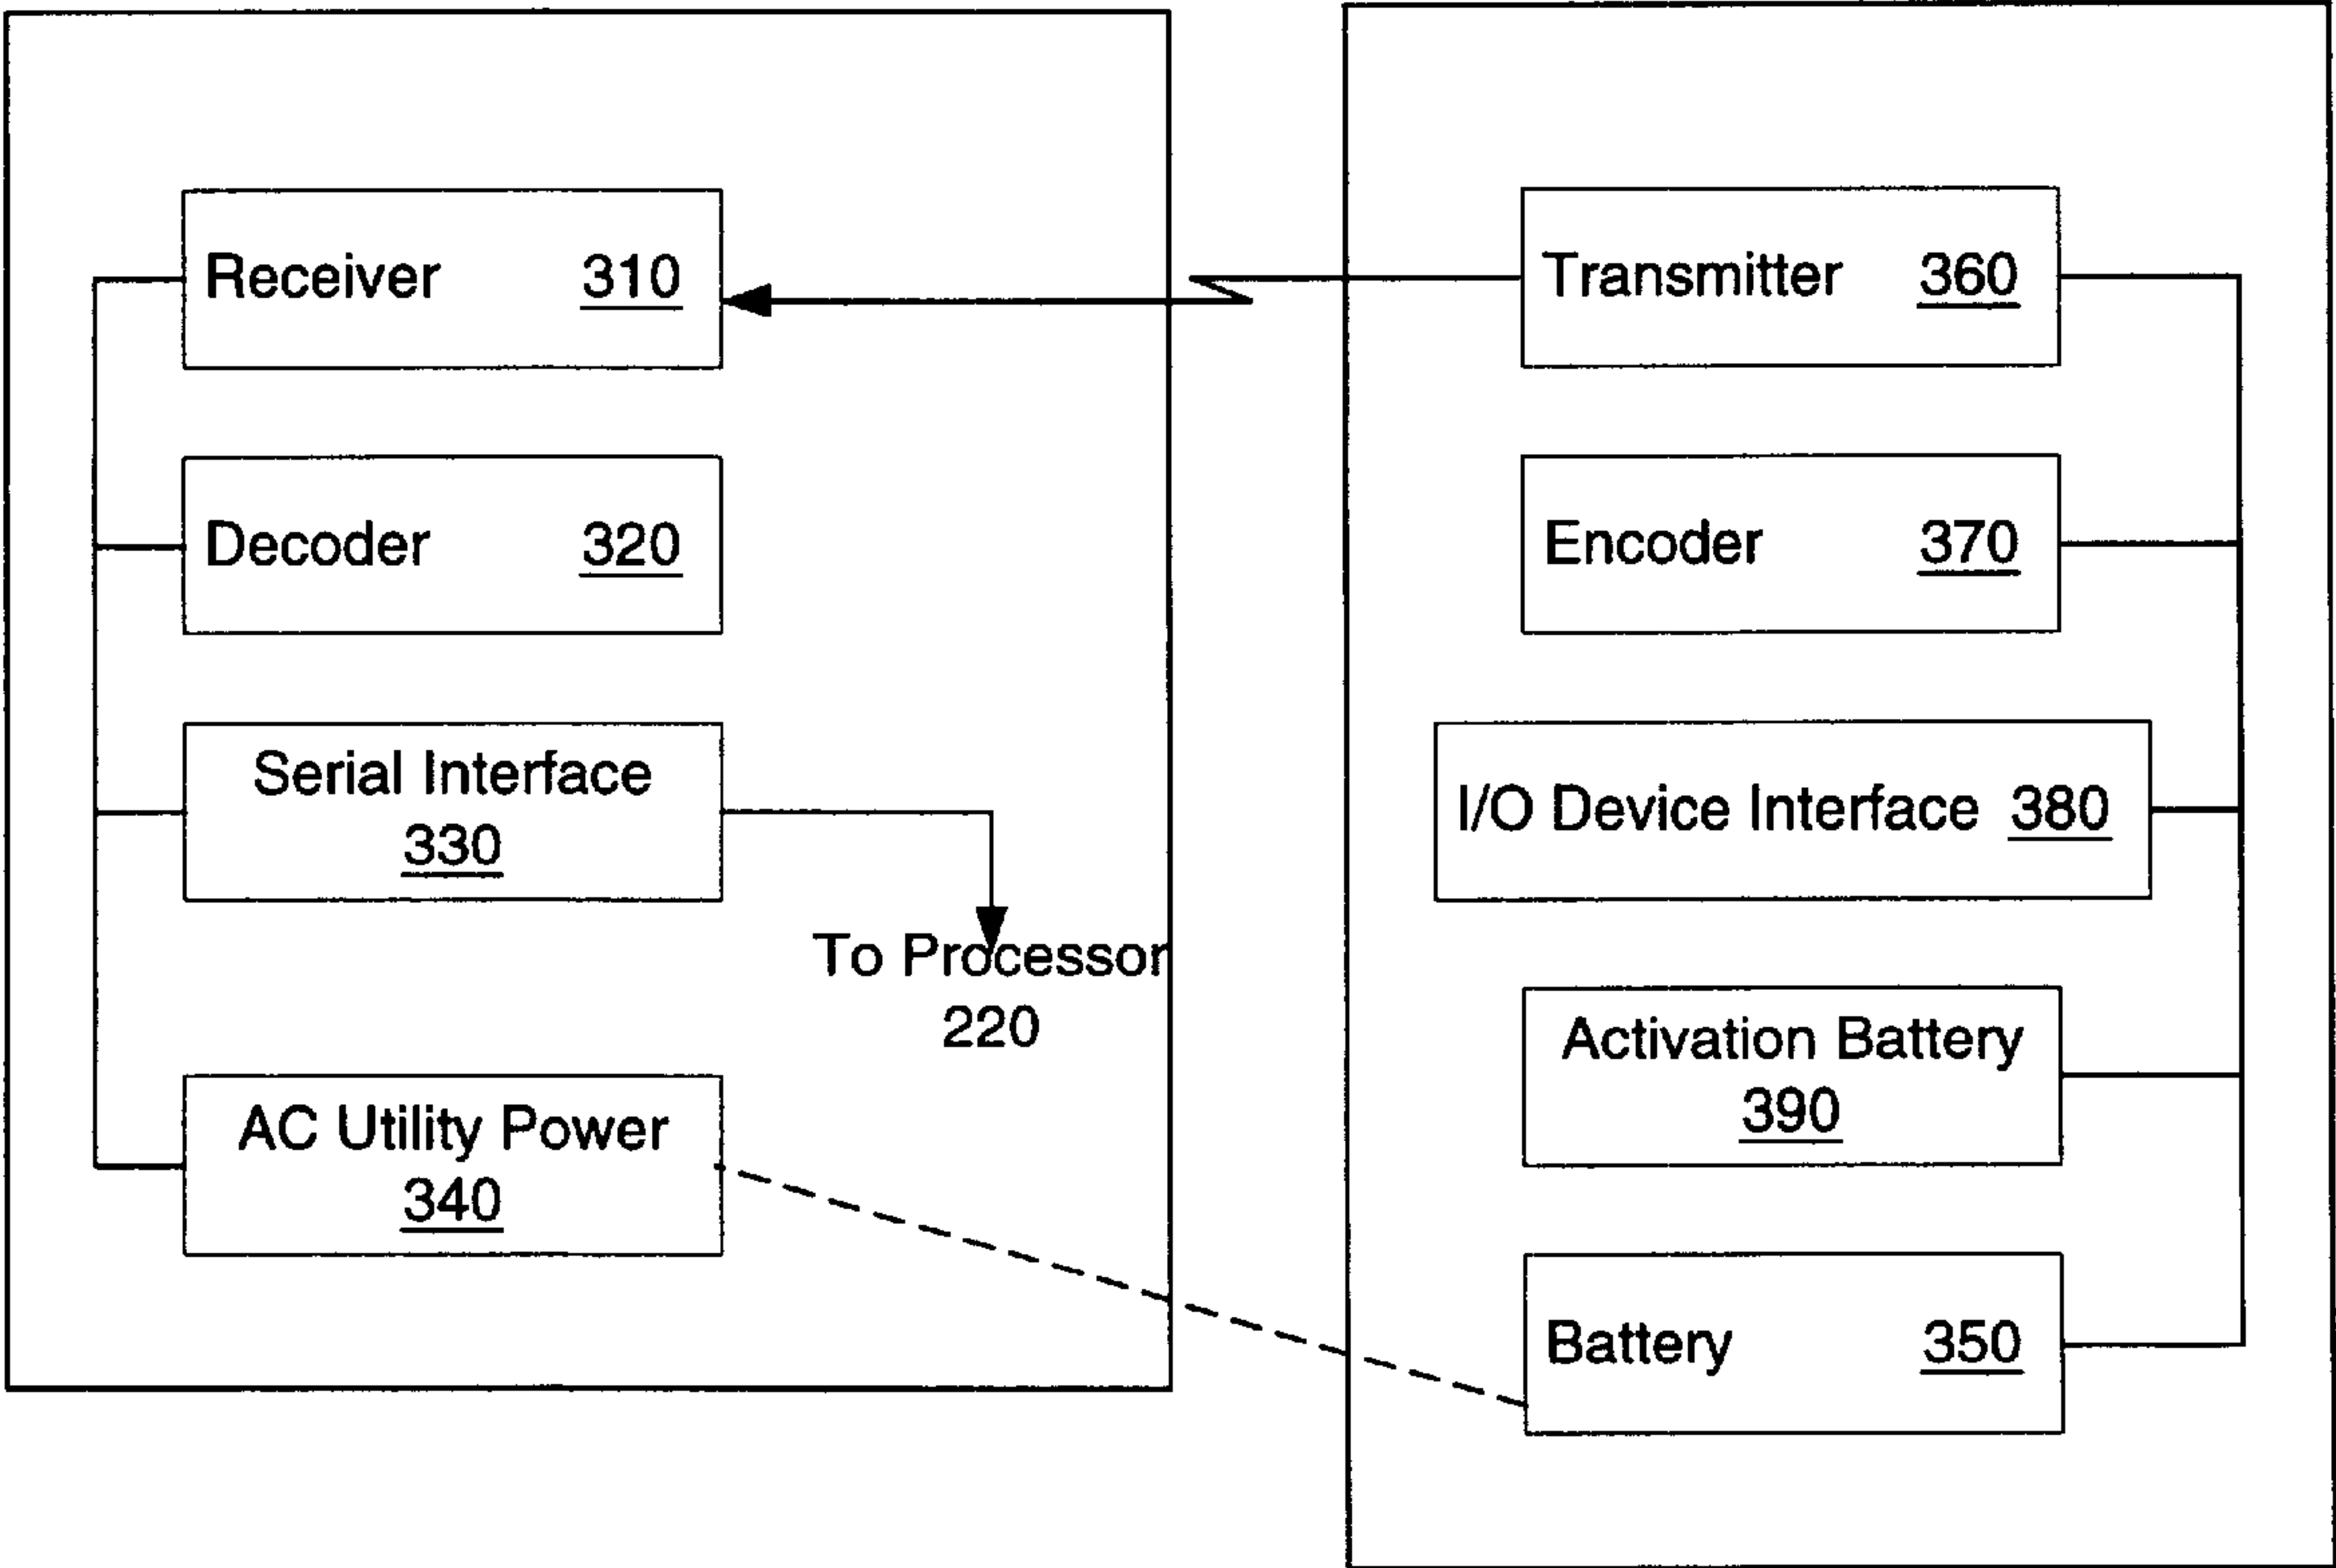 Receiver 310
Decoder 320
Serial Interface
330
To Processor
220
AC Utility Power
340
Transmitter 360
Encoder 370
I/O Device Interface 380
Activation Battery
390
Battery 350